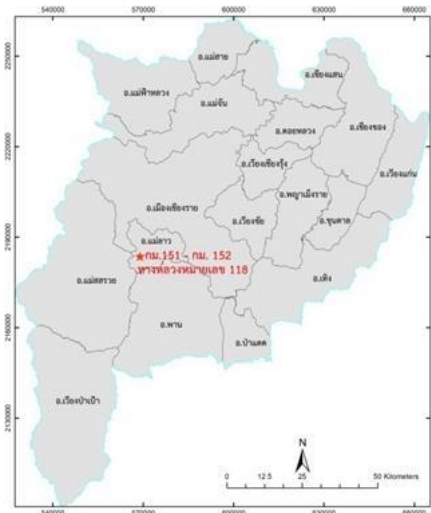 540000 570000 600000 630000 660000
2250000
2220000
2190000
2160000
2130000
อ.แม่สาย
อ.เชียงแสน
อ.แม่ฟ้าหลวง
อ.แม่จัน
อ.ดอยหลวง
อ.เชียงของ
อ.เวียงเชียงรุ้ง
อ.เวียงแก่น
อ.พญาเม็งราย
อ.เมืองเชียงราย
อ.เวียงชัย
อ.ขุนตาล
อ.แม่ลาว
กม.151 - กม. 152
ทางหลวงหมายเลข 118
อ.เทิง
อ.แม่สรวย
อ.พาน
อ.ป่าแดด
อ.เวียงป่าเป้า
N
0 12.5 25 50 Kilometers
540000 570000 600000 630000 660000